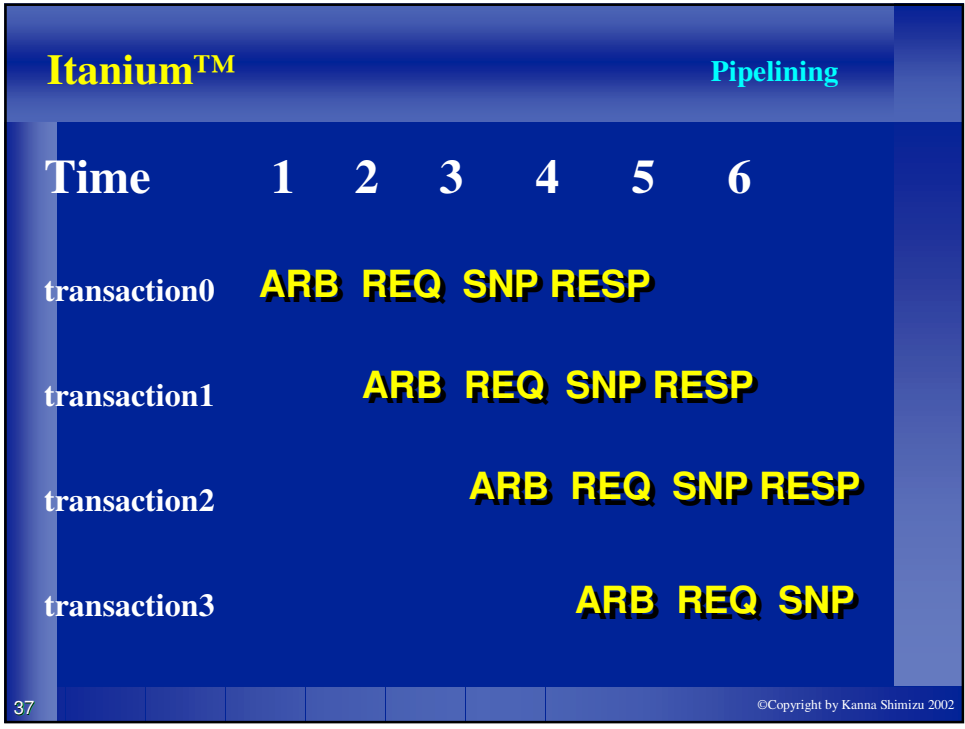 Itanium™
Pipelining
Time 1 2 3 4 5 6
transaction0 ARB REQ SNP RESP
transaction1 ARB REQ SNP RESP
transaction2 ARB REQ SNP RESP
transaction3 ARB REQ SNP
37
©Copyright by Kanna Shimizu 2002